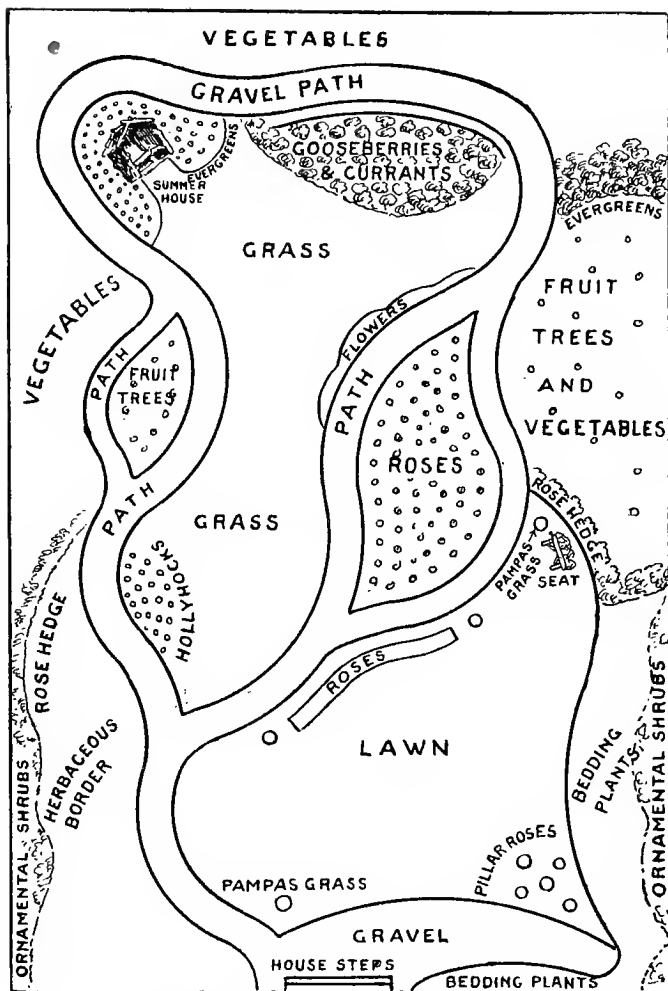 VEGETABLES
GRAVEL PATH
GOOSEBERRIES
& CURRANTS
EVERGREENS
SUMMER
HOUSE
EVERGREENS
GRASS
FRUIT
TREES
AND
VEGETABLES
VEGETABLES
FLOWERS
PATH
FRUIT
TREES
PATH
ROSES
PATH
GRASS
ROSE HEDGE
PAMPAS
GRASS
SEAT
HOLLYHOCKS
ROSE HEDGE
ROSES
LAWN
HERBACEOUS
BORDER
ORNAMENTAL SHRUBS
BEDDING
PLANTS
ORNAMENTAL SHRUBS
PILLAR ROSES
PAMPAS GRASS
GRAVEL
HOUSE STEPS
BEDDING PLANTS